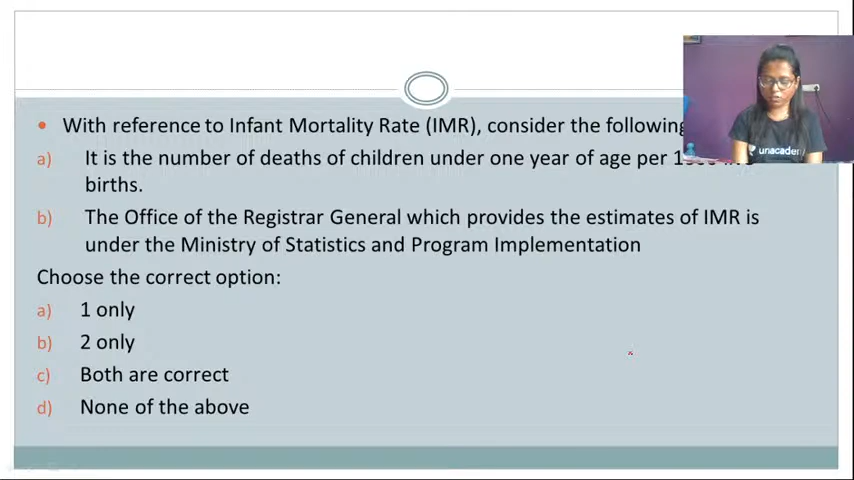 With reference to Infant Mortality Rate (IMR), consider the following
a) It is the number of deaths of children under one year of age per
births.
b) The Office of the Registrar General which provides the estimates of IMR is
under the Ministry of Statistics and Program Implementation
Choose the correct option:
a) 1 only
b) 2 only
c) Both are correct
d) None of the above
unacadem